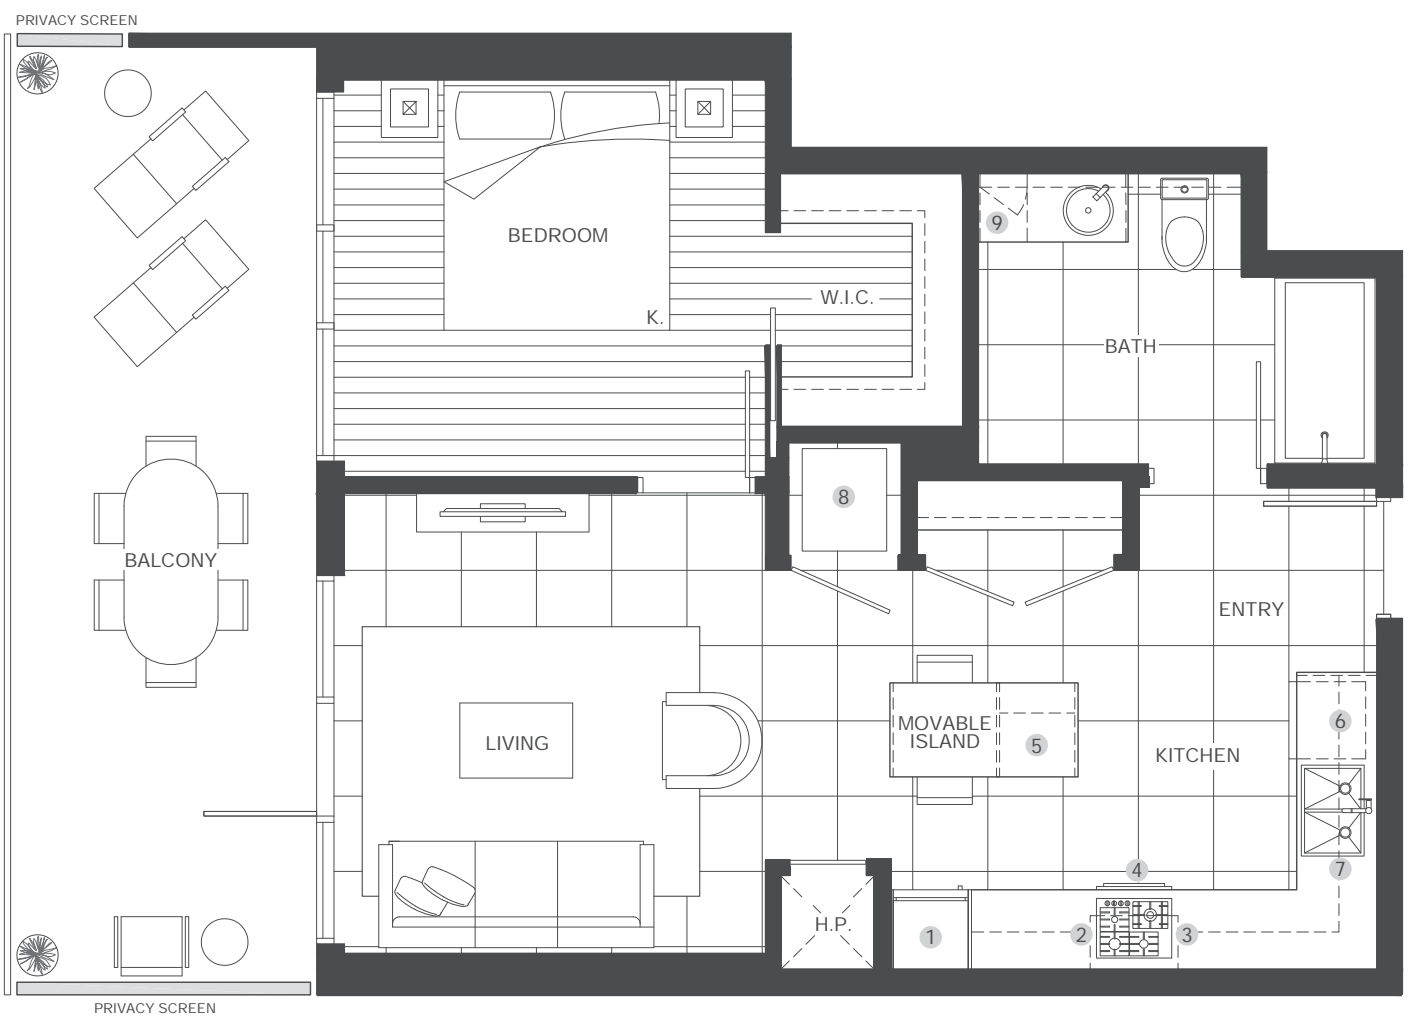 PRIVACY SCREEN
BEDROOM
K.
W.I.C.
9
BATH
8
BALCONY
ENTRY
LIVING
MOVABLE
ISLAND
5
KITCHEN
6
7
4
H.P.
1
2
3
PRIVACY SCREEN